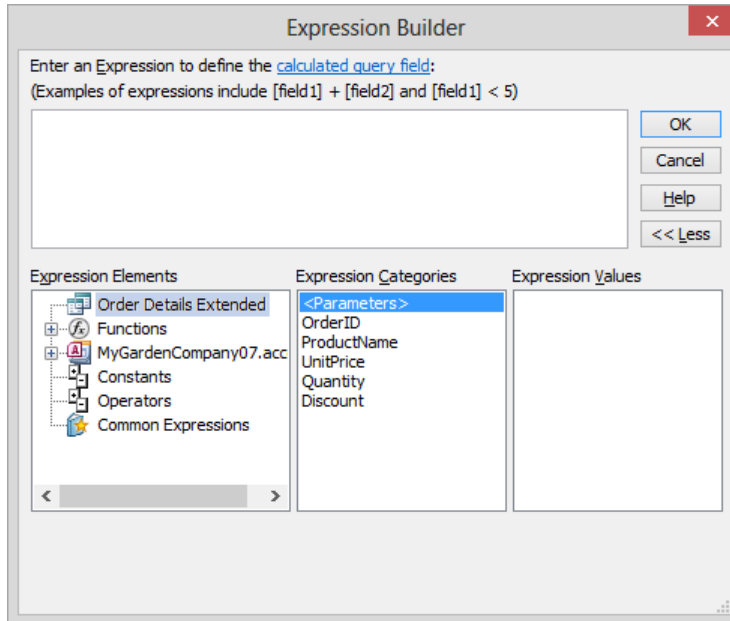 Expression Builder
Enter an Expression to define the calculated query field:
(Examples of expressions include [field1] + [field2] and [field1] < 5)
OK
Cancel
Help
<< Less
Expression Elements
Order Details Extended
Functions
MyGardenCompany07.acc
Constants
Operators
Common Expressions
Expression Categories
<Parameters>
OrderID
ProductName
UnitPrice
Quantity
Discount
Expression Values